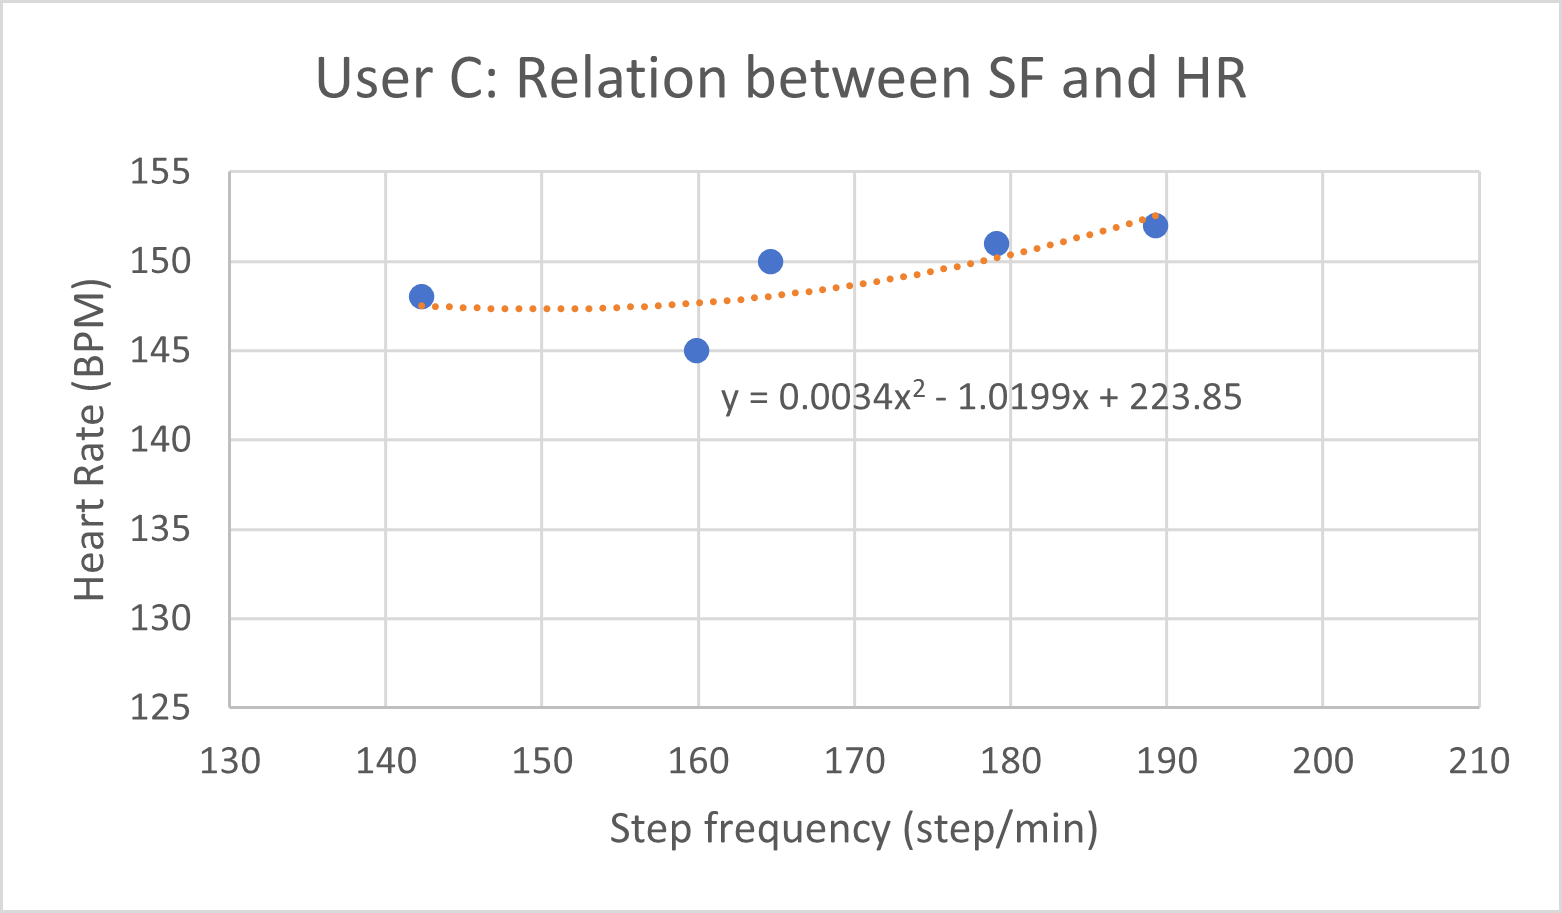 User C: Relation between SF and HR
155
150
145
140
135
130
125
Heart Rate (BPM)
y = 0.0034x² - 1.0199x + 223.85
130 140 150 160 170 180 190 200 210
Step frequency (step/min)